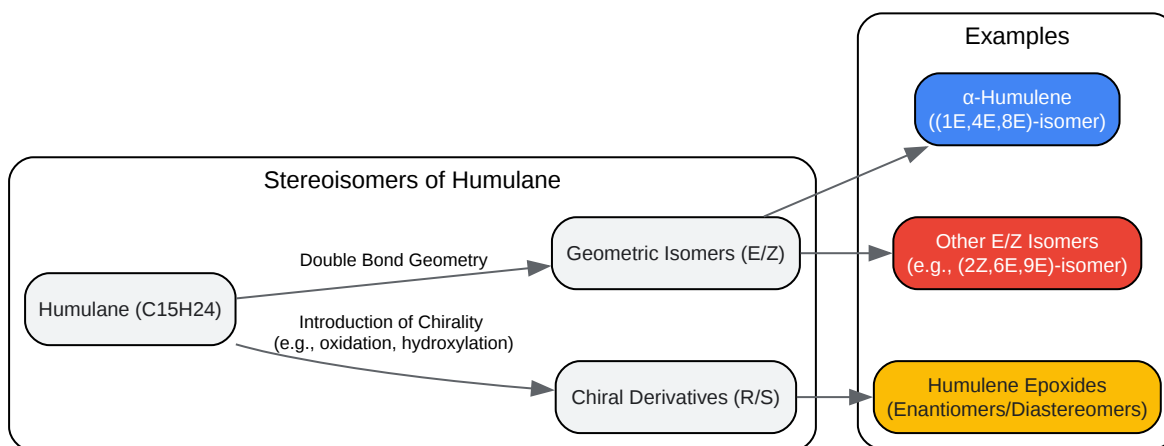 Examples
α-Humulene
((1E,4E,8E)-isomer)
Stereoisomers of Humulane
Double Bond Geometry
Geometric Isomers (E/Z)
Other E/Z Isomers
(e.g., (2Z,6E,9E)-isomer)
Humulane (C15H24)
Introduction of Chirality
(e.g., oxidation, hydroxylation)
Chiral Derivatives (R/S)
Humulene Epoxides
(Enantiomers/Diastereomers)